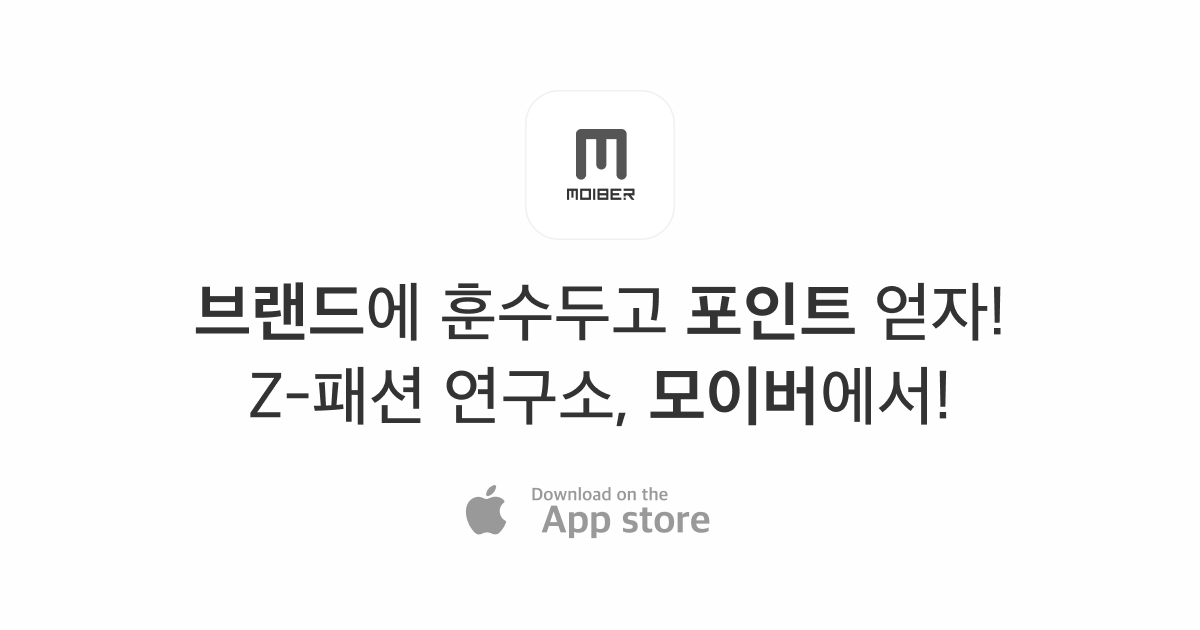 MOIBER
브랜드에 훈수두고 포인트 얻자!
Z-패션 연구소, 모이버에서!
Download on the
App store